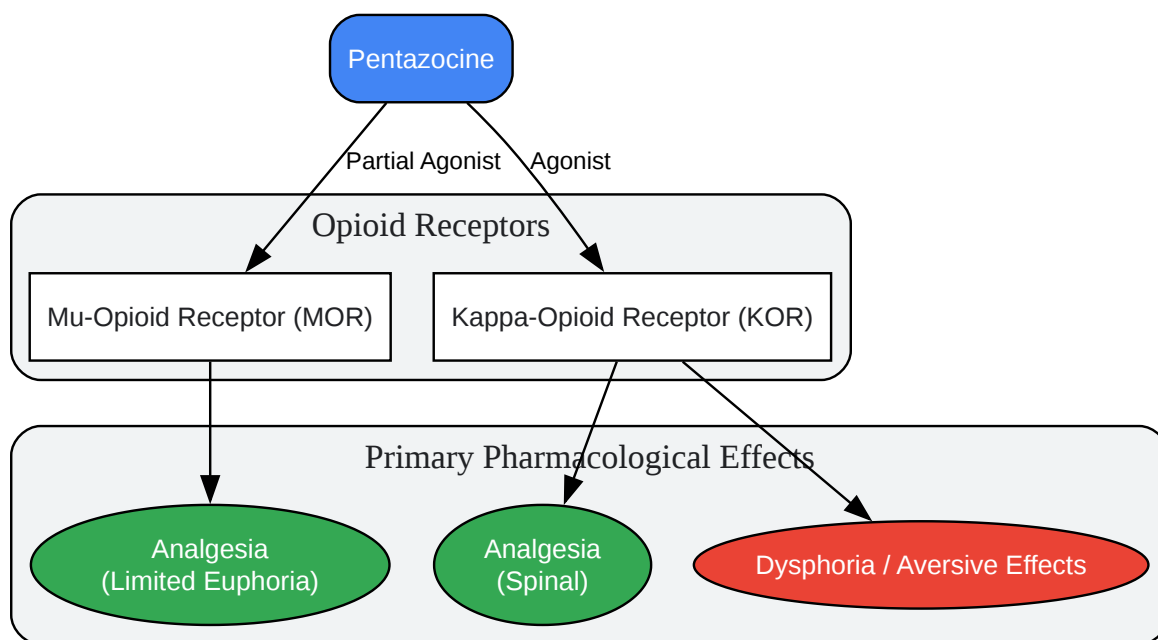 Pentazocine
Partial Agonist
Agonist
Opioid Receptors
Mu-Opioid Receptor (MOR)
Kappa-Opioid Receptor (KOR)
Primary Pharmacological Effects
Analgesia
(Limited Euphoria)
Analgesia
(Spinal)
Dysphoria / Aversive Effects